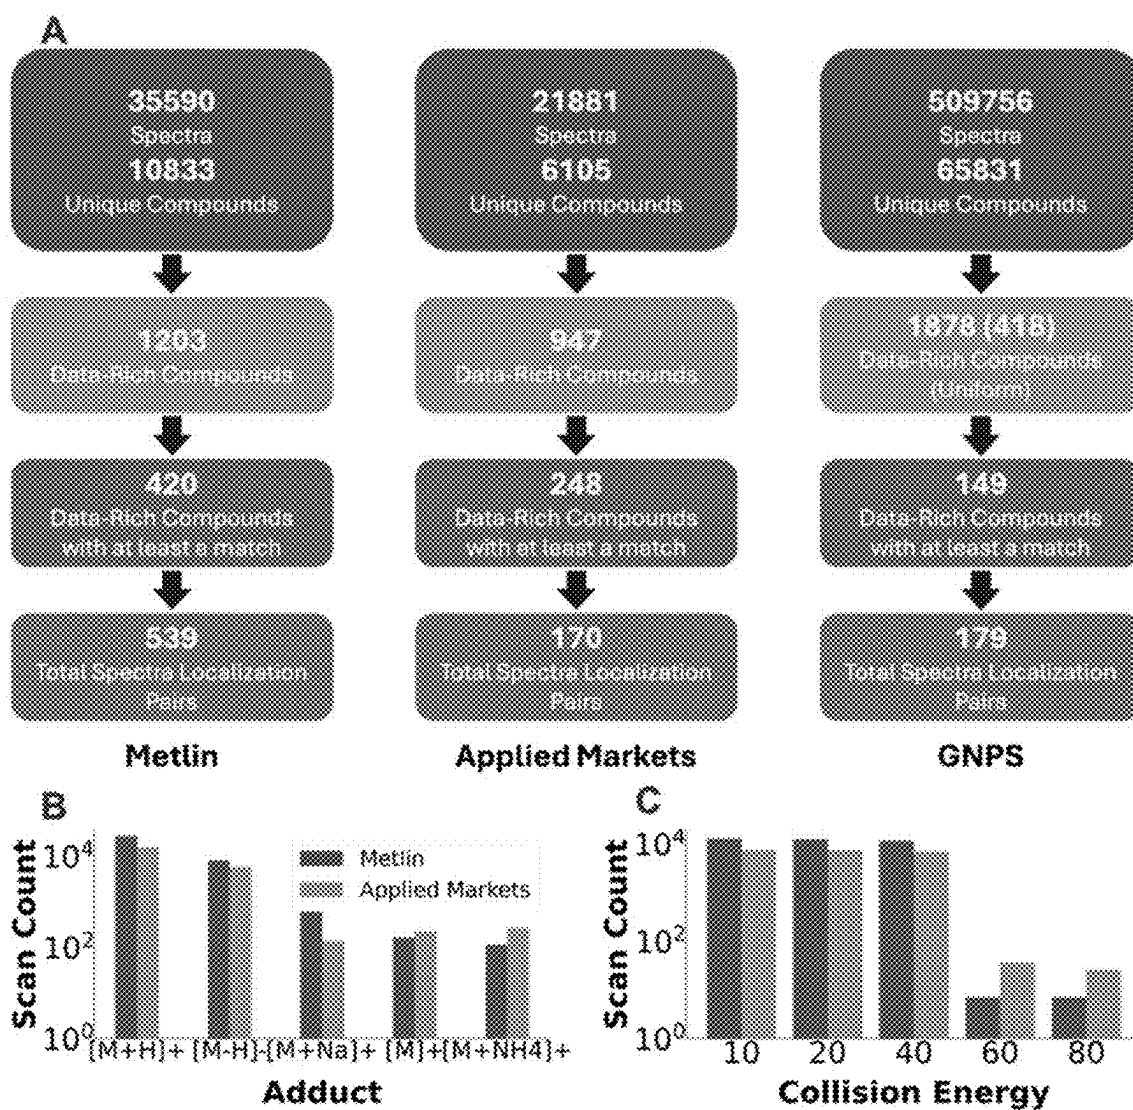 A
35590
Spectra
10833
Unique Compounds
1203
Data-Rich Compounds
420
Data-Rich Compounds
with at least a match
539
Total Spectra Localization
Pairs
Metlin
21881
Spectra
6105
Unique Compounds
947
Data-Rich Compounds
248
Data-Rich Compounds
with at least a match
170
Total Spectra Localization
Pairs
Applied Markets
509756
Spectra
65831
Unique Compounds
1878 (418)
Data-Rich Compounds
(Uniform)
149
Data-Rich Compounds
with at least a match
179
Total Spectra Localization
Pairs
GNPS
B
Scan Count
10^4
10^2
10^0
Metlin
Applied Markets
[M+H]+ [M-H]- [M+Na]+ [M]+ [M+NH4]+
Adduct
C
Scan Count
10^4
10^2
10^0
10 20 40 60 80
Collision Energy